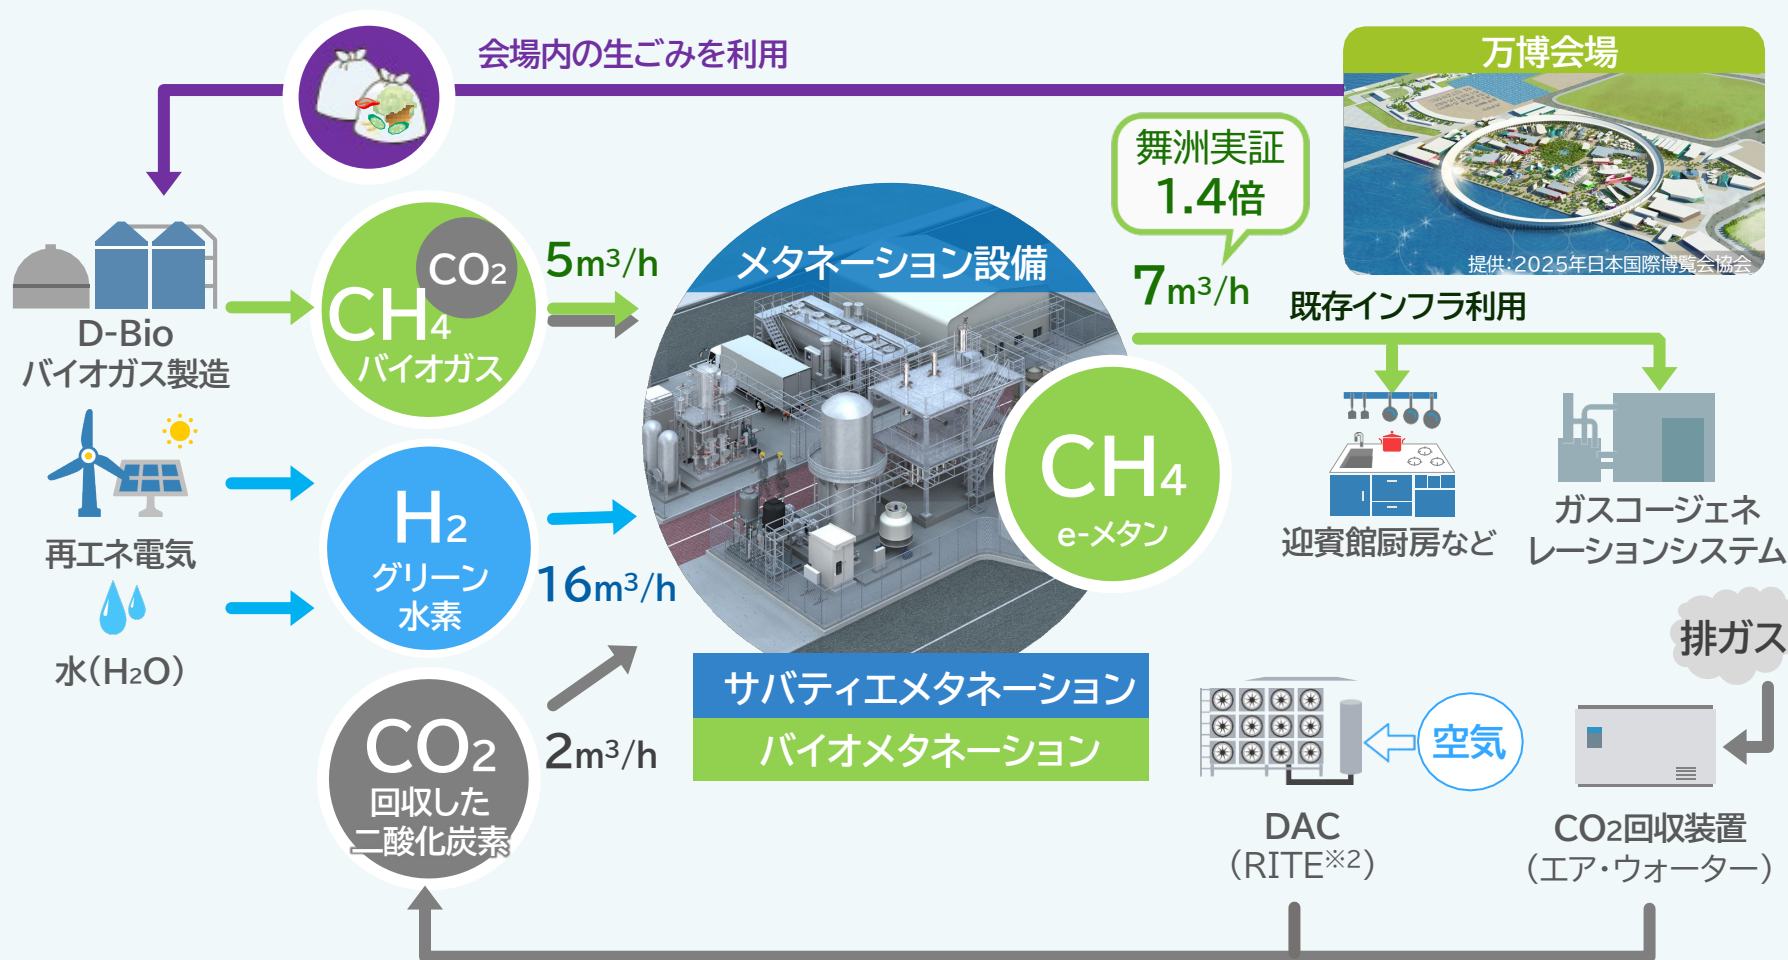 会場内の生ごみを利用
万博会場
提供：2025年日本国際博覧会協会
舞洲実証
1.4倍
7m³/h
既存インフラ利用
D-Bio
バイオガス製造
CO₂
CH₄
バイオガス
5m³/h
メタネーション設備
CH₄
e-メタン
迎賓館厨房など
ガスコージェネ
レーションシステム
再エネ電気
水（H₂O）
H₂
グリーン
水素
16m³/h
CO₂
回収した
二酸化炭素
2m³/h
サバティエメタネーション
バイオメタネーション
空気
DAC
（RITE※2）
排ガス
CO₂回収装置
（エア・ウォーター）